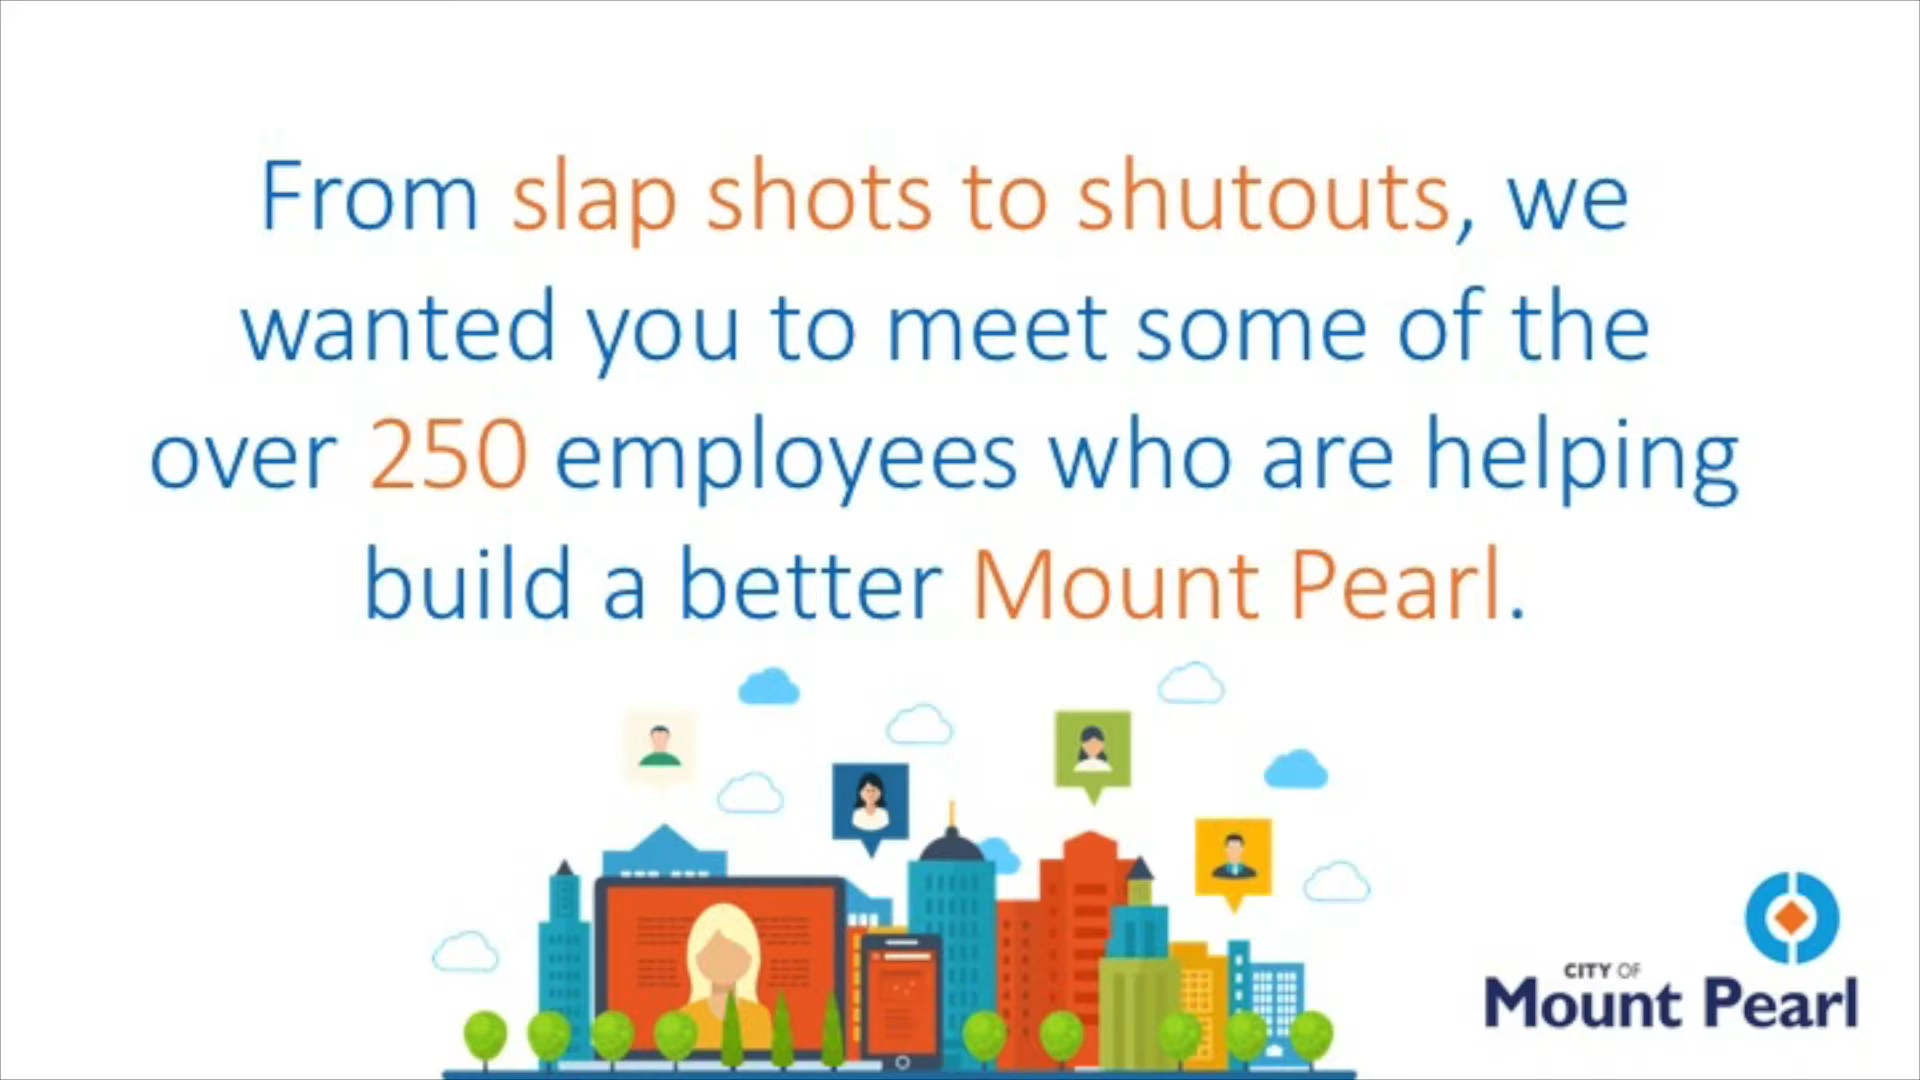 From slap shots to shutouts, we
wanted you to meet some of the
over 250 employees who are helping
build a better Mount Pearl.
CITY OF
Mount Pearl